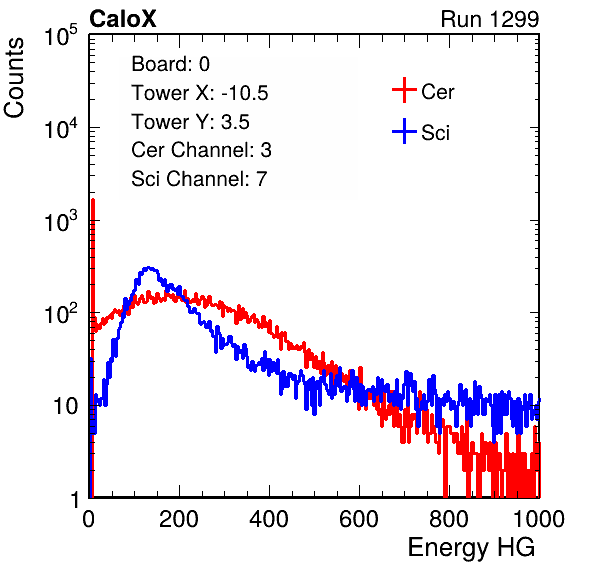 CaloX Run 1299
Counts
10^5
10^4
10^3
10^2
10
1
Board: 0
Tower X: -10.5
Tower Y: 3.5
Cer Channel: 3
Sci Channel: 7
Cer
Sci
0 200 400 600 800 1000
Energy HG